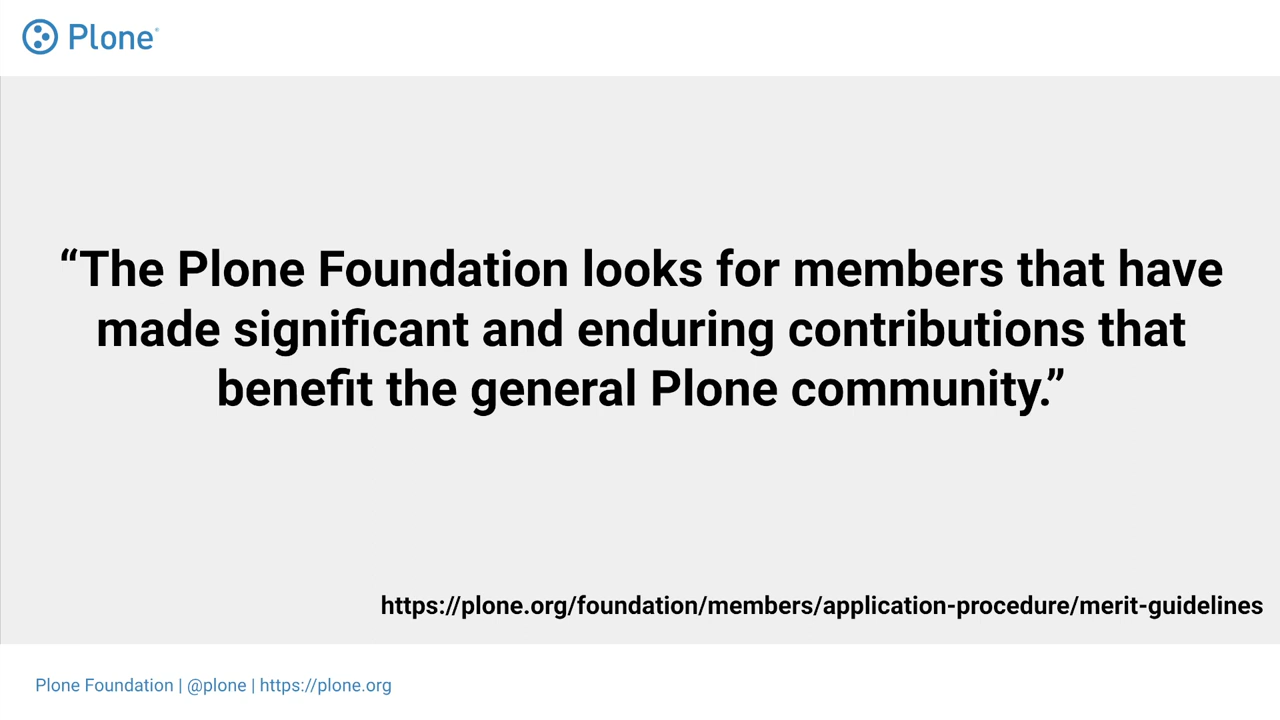 Plone®
“The Plone Foundation looks for members that have
made significant and enduring contributions that
benefit the general Plone community.”
https://plone.org/foundation/members/application-procedure/merit-guidelines
Plone Foundation | @plone | https://plone.org